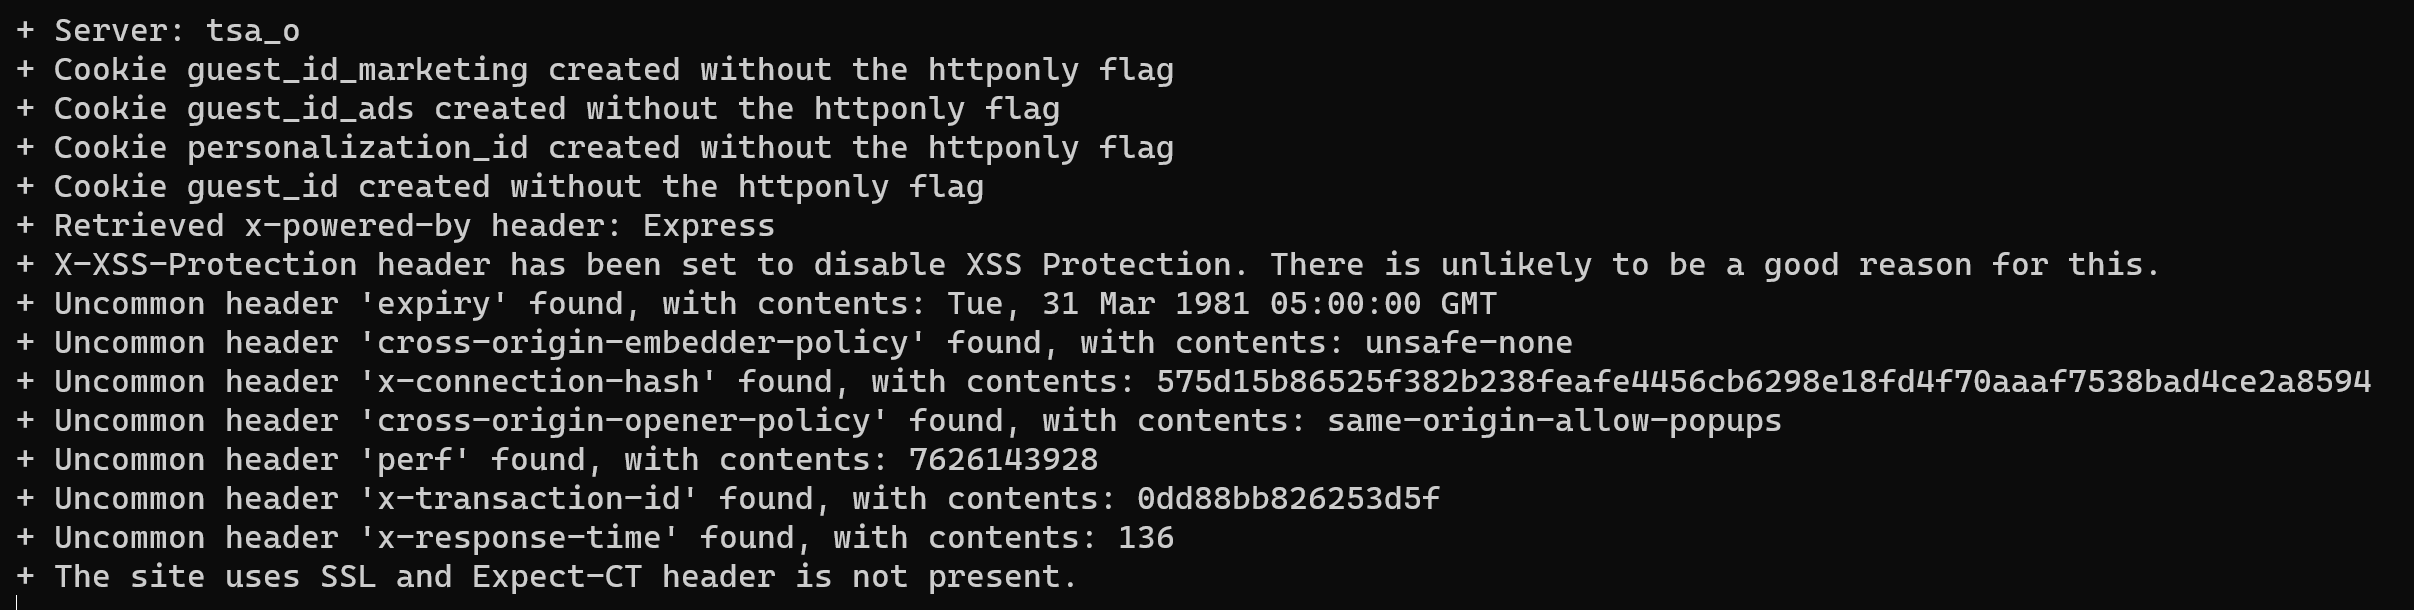 + Server: tsa_o
+ Cookie guest_id_marketing created without the httponly flag
+ Cookie guest_id_ads created without the httponly flag
+ Cookie personalization_id created without the httponly flag
+ Cookie guest_id created without the httponly flag
+ Retrieved x-powered-by header: Express
+ X-XSS-Protection header has been set to disable XSS Protection. There is unlikely to be a good reason for this.
+ Uncommon header 'expiry' found, with contents: Tue, 31 Mar 1981 05:00:00 GMT
+ Uncommon header 'cross-origin-embedder-policy' found, with contents: unsafe-none
+ Uncommon header 'x-connection-hash' found, with contents: 575d15b86525f382b238feafe4456cb6298e18fd4f70aaaf7538bad4ce2a8594
+ Uncommon header 'cross-origin-opener-policy' found, with contents: same-origin-allow-popups
+ Uncommon header 'perf' found, with contents: 7626143928
+ Uncommon header 'x-transaction-id' found, with contents: 0dd88bb826253d5f
+ Uncommon header 'x-response-time' found, with contents: 136
+ The site uses SSL and Expect-CT header is not present.